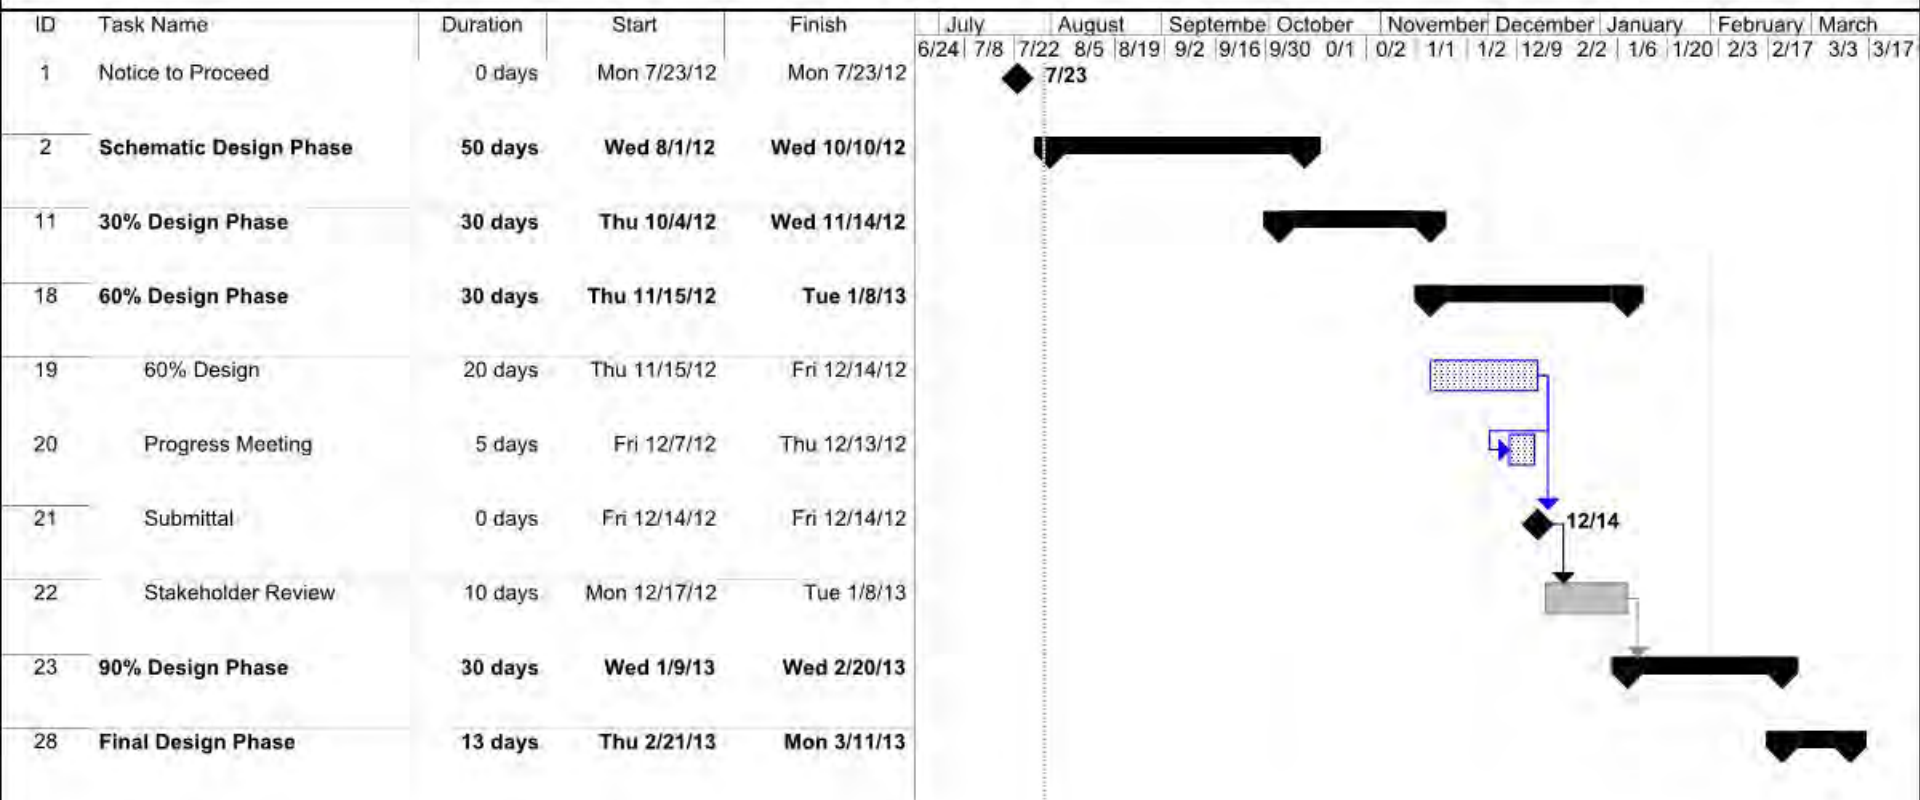 ID Task Name Duration Start Finish July August Septembe October November December January February March
6/24 7/8 7/22 8/5 8/19 9/2 9/16 9/30 0/1 0/2 1/1 1/2 12/9 2/2 1/6 1/20 2/3 2/17 3/3 3/17
1 Notice to Proceed 0 days Mon 7/23/12 Mon 7/23/12 7/23
2 Schematic Design Phase 50 days Wed 8/1/12 Wed 10/10/12
11 30% Design Phase 30 days Thu 10/4/12 Wed 11/14/12
18 60% Design Phase 30 days Thu 11/15/12 Tue 1/8/13
19 60% Design 20 days Thu 11/15/12 Fri 12/14/12
20 Progress Meeting 5 days Fri 12/7/12 Thu 12/13/12
21 Submittal 0 days Fri 12/14/12 Fri 12/14/12 12/14
22 Stakeholder Review 10 days Mon 12/17/12 Tue 1/8/13
23 90% Design Phase 30 days Wed 1/9/13 Wed 2/20/13
28 Final Design Phase 13 days Thu 2/21/13 Mon 3/11/13